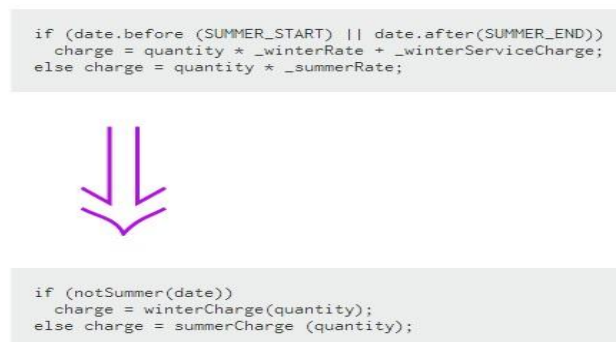 if (date.before (SUMMER_START) || date.after(SUMMER_END))
charge = quantity * _winterRate + _winterServiceCharge;
else charge = quantity * _summerRate;
if (notSummer(date))
charge = winterCharge(quantity);
else charge = summerCharge (quantity);